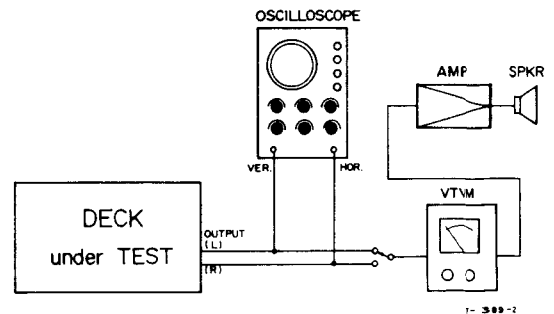 OSCILLOSCOPE
AMP SPKR
VER. HOR.
VTVM
DECK
under TEST
OUTPUT
(L)
(R)